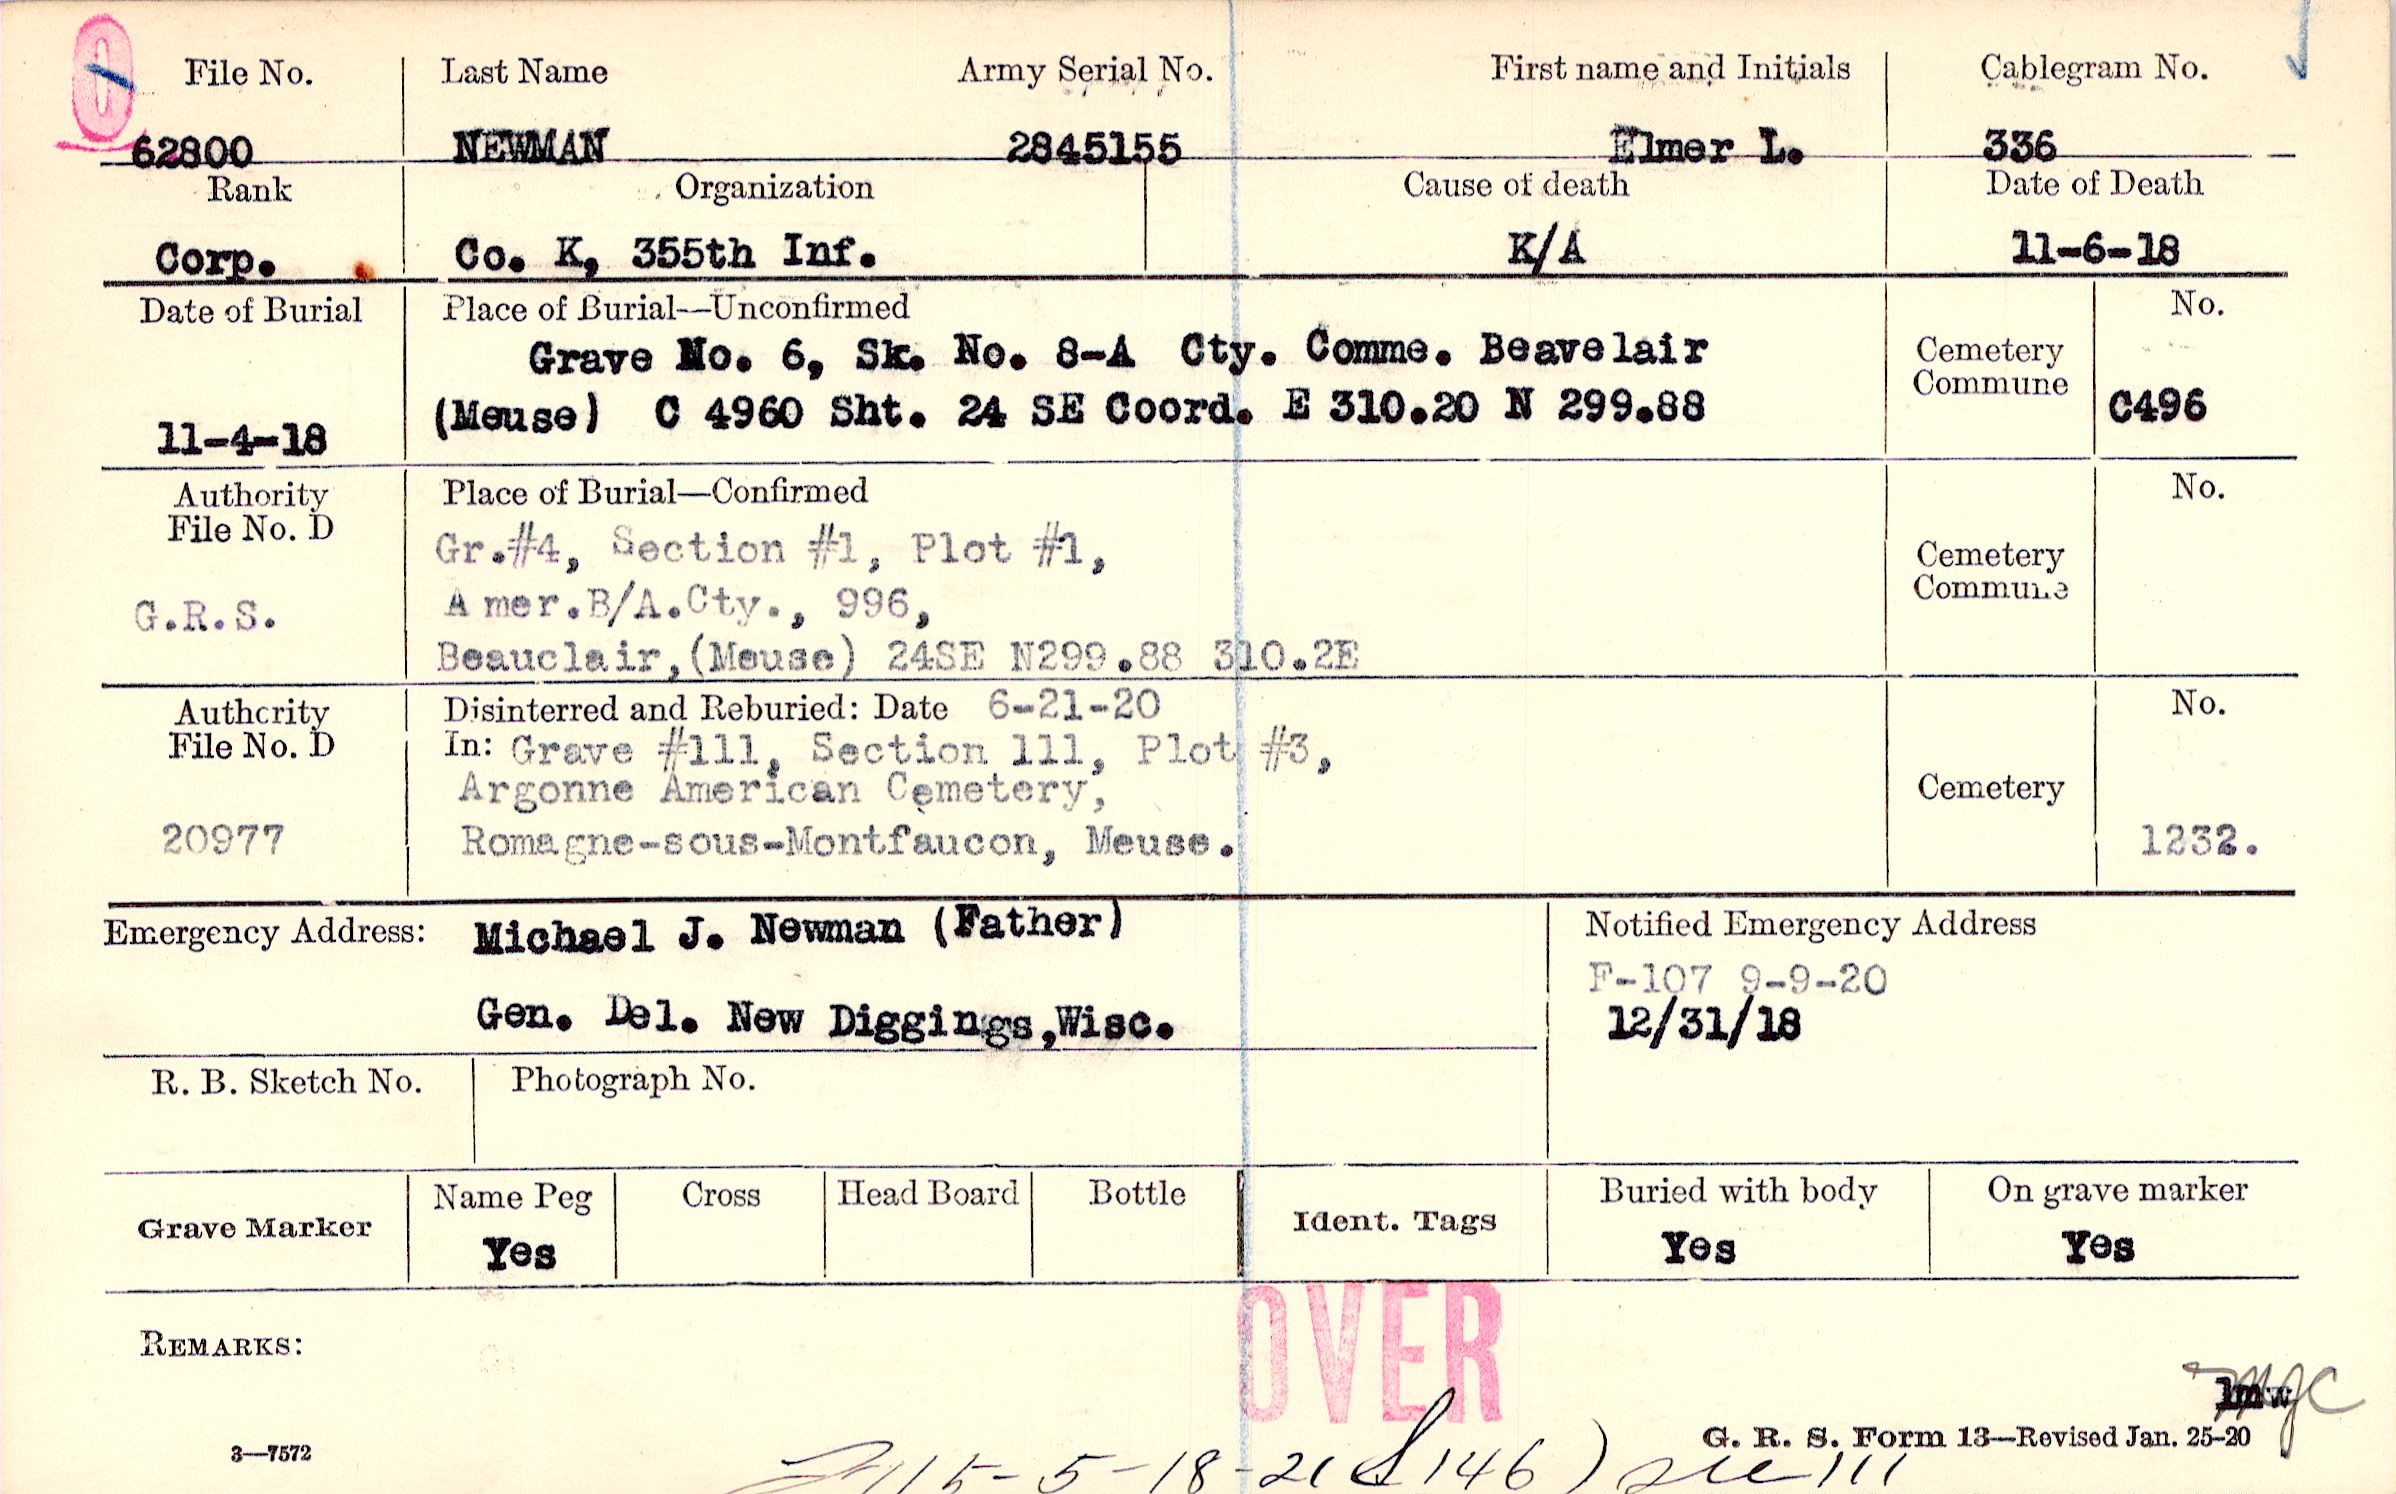 0
File No. Last Name Army Serial No. First name and Initials Cablegram No.
62800 NEWMAN 2845155 Elmer L. 336
Rank Organization Cause of death Date of Death
Corp. Co. K, 355th Inf. K/A 11-6-18
Date of Burial Place of Burial—Unconfirmed No.
Grave No. 6, Sk. No. 8-A Cty. Comme. Beavelair Cemetery
Commune
(Meuse) C 4960 Sht. 24 SE Coord. E 310.20 N 299.88 C496
11-4-18
Authority Place of Burial—Confirmed No.
File No. D
Gr.#4, Section #1, Plot #1, Cemetery
Commune
G.R.S. Amer.B/A.Cty., 996,
Beauclair,(Meuse) 24SE N299.88 310.2E
Authority Disinterred and Reburied: Date 6-21-20 No.
File No. D In: Grave #111, Section 111, Plot #3,
Argonne American Cemetery, Cemetery
20977 Romagne-sous-Montfaucon, Meuse. 1232.
Emergency Address: Michael J. Newman (Father) Notified Emergency Address
F-107 9-9-20
Gen. Del. New Diggings,Wisc. 12/31/18
R. B. Sketch No. Photograph No.
Grave Marker Name Peg Cross Head Board Bottle Ident. Tags Buried with body On grave marker
Yes Yes Yes
OVER
REMARKS:
lmw
G. R. S. Form 13—Revised Jan. 25-20
3—7572
5-18-21 146)